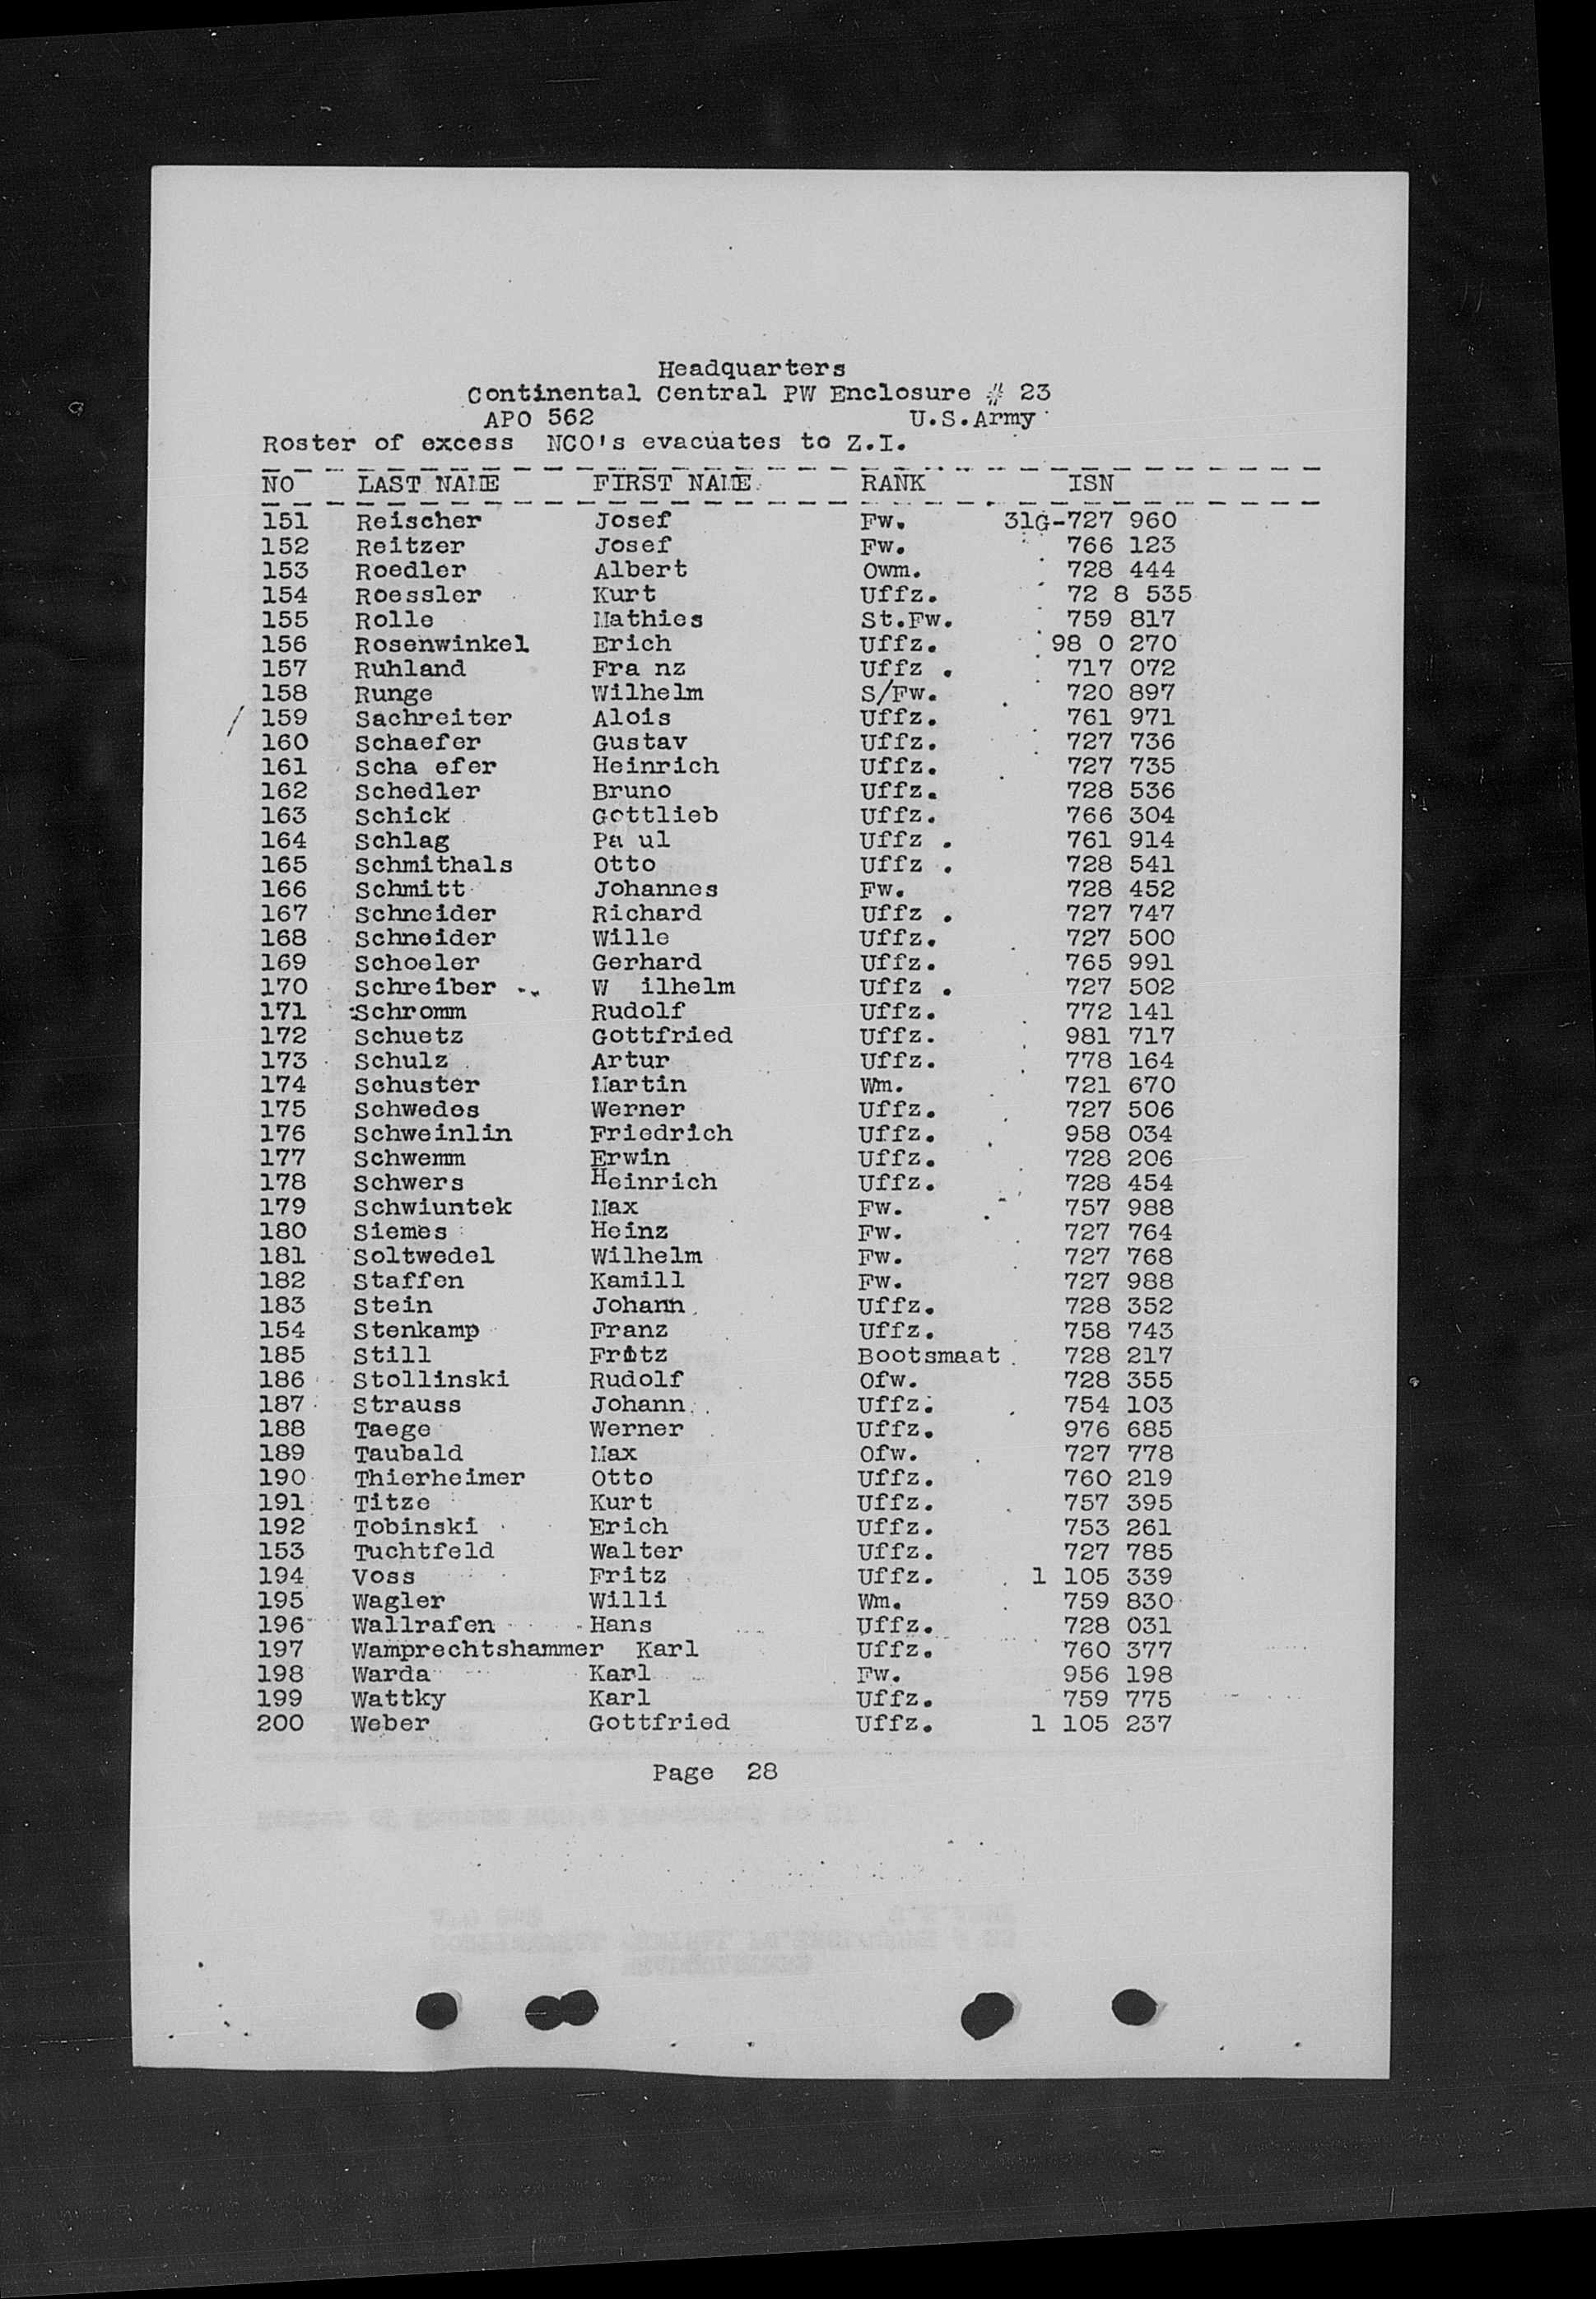 Headquarters
Continental Central PW Enclosure # 23
APO 562 U.S.Army
Roster of excess NCO's evacuates to Z.I.
NO LAST NAME FIRST NAME RANK ISN
151 Reischer Josef Fw. 31G-727 960
152 Reitzer Josef Fw. 766 123
153 Roedler Albert Owm. 728 444
154 Roessler Kurt Uffz. 72 8 535
155 Rolle Mathies St.Fw. 759 817
156 Rosenwinkel Erich Uffz. 98 0 270
157 Ruhland Fra nz Uffz . 717 072
158 Runge Wilhelm S/Fw. 720 897
159 Sachreiter Alois Uffz. 761 971
160 Schaefer Gustav Uffz. 727 736
161 Scha efer Heinrich Uffz. 727 735
162 Schedler Bruno Uffz. 728 536
163 Schick Gottlieb Uffz. 766 304
164 Schlag Pa ul Uffz . 761 914
165 Schmithals Otto Uffz . 728 541
166 Schmitt Johannes Fw. 728 452
167 Schneider Richard Uffz . 727 747
168 Schneider Wille Uffz. 727 500
169 Schoeler Gerhard Uffz. 765 991
170 Schreiber W ilhelm Uffz . 727 502
171 Schromm Rudolf Uffz. 772 141
172 Schuetz Gottfried Uffz. 981 717
173 Schulz Artur Uffz. 778 164
174 Schuster Martin Wm. 721 670
175 Schwedes Werner Uffz. 727 506
176 Schweinlin Friedrich Uffz. 958 034
177 Schwemm Erwin Uffz. 728 206
178 Schwers Heinrich Uffz. 728 454
179 Schwiuntek Max Fw. 757 988
180 Siemes Heinz Fw. 727 764
181 Soltwedel Wilhelm Fw. 727 768
182 Staffen Kamill Fw. 727 988
183 Stein Johann Uffz. 728 352
154 Stenkamp Franz Uffz. 758 743
185 Still Fritz Bootsmaat 728 217
186 Stollinski Rudolf Ofw. 728 355
187 Strauss Johann Uffz. 754 103
188 Taege Werner Uffz. 976 685
189 Taubald Max Ofw. 727 778
190 Thierheimer Otto Uffz. 760 219
191 Titze Kurt Uffz. 757 395
192 Tobinski Erich Uffz. 753 261
153 Tuchtfeld Walter Uffz. 727 785
194 Voss Fritz Uffz. 1 105 339
195 Wagler Willi Wm. 759 830
196 Wallrafen Hans Uffz. 728 031
197 Wamprechtshammer Karl Uffz. 760 377
198 Warda Karl Fw. 956 198
199 Wattky Karl Uffz. 759 775
200 Weber Gottfried Uffz. 1 105 237
Page 28